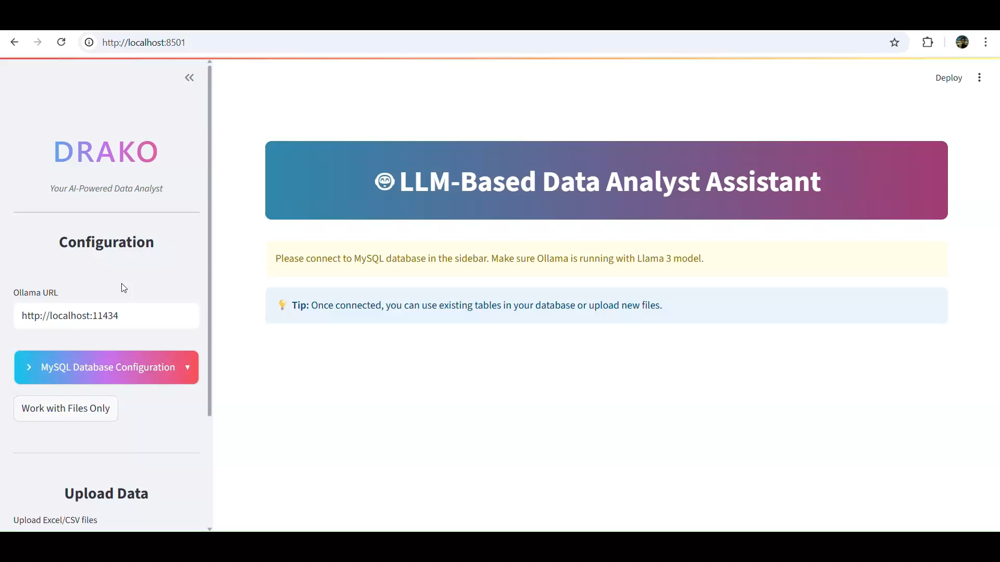 http://localhost:8501
Deploy
DRAKO
Your AI-Powered Data Analyst
Configuration
Ollama URL
http://localhost:11434
MySQL Database Configuration
Work with Files Only
Upload Data
Upload Excel/CSV files
LLM-Based Data Analyst Assistant
Please connect to MySQL database in the sidebar. Make sure Ollama is running with Llama 3 model.
💡 Tip: Once connected, you can use existing tables in your database or upload new files.